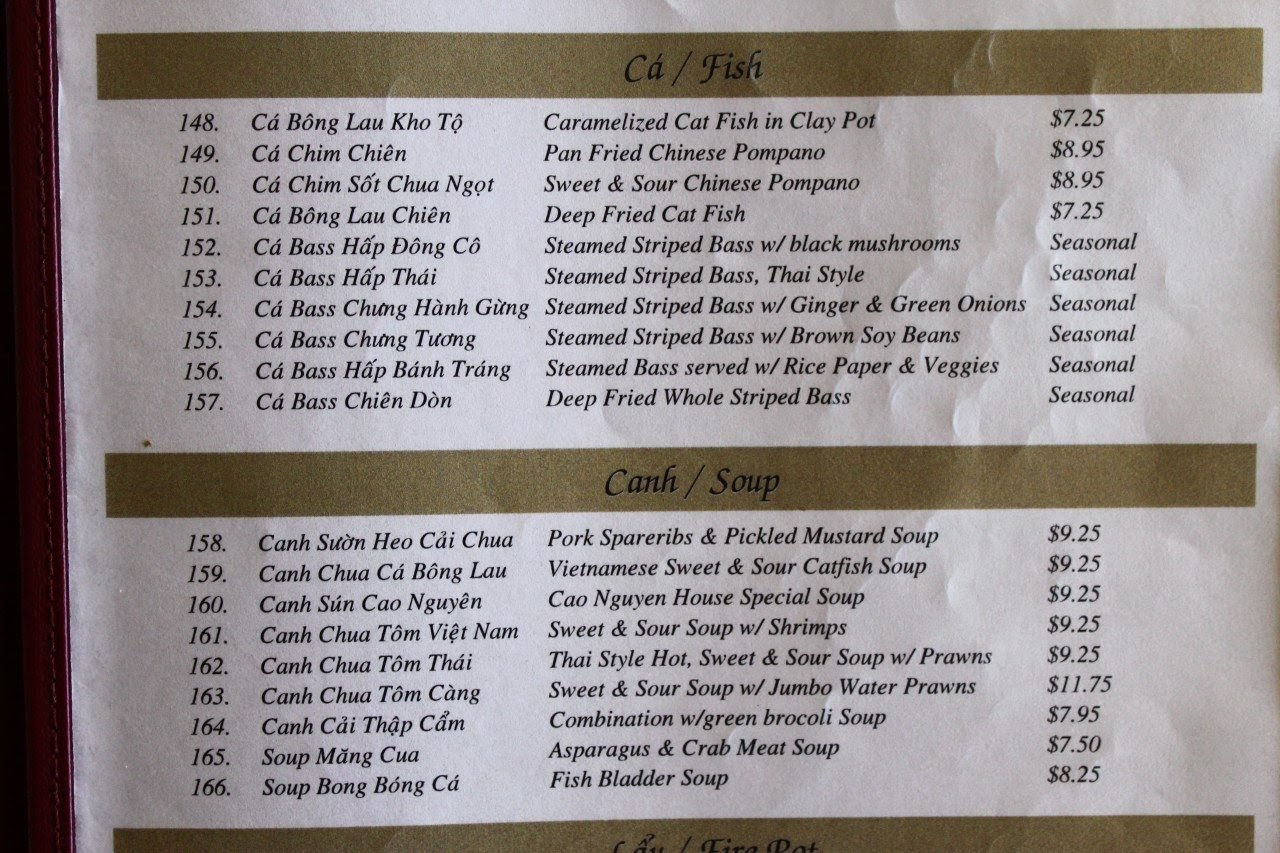 Cá / Fish
148. Cá Bông Lau Kho Tộ Caramelized Cat Fish in Clay Pot $7.25
149. Cá Chim Chiên Pan Fried Chinese Pompano $8.95
150. Cá Chim Sốt Chua Ngọt Sweet & Sour Chinese Pompano $8.95
151. Cá Bông Lau Chiên Deep Fried Cat Fish $7.25
152. Cá Bass Hấp Đông Cô Steamed Striped Bass w/ black mushrooms Seasonal
153. Cá Bass Hấp Thái Steamed Striped Bass, Thai Style Seasonal
154. Cá Bass Chưng Hành Gừng Steamed Striped Bass w/ Ginger & Green Onions Seasonal
155. Cá Bass Chưng Tương Steamed Striped Bass w/ Brown Soy Beans Seasonal
156. Cá Bass Hấp Bánh Tráng Steamed Bass served w/ Rice Paper & Veggies Seasonal
157. Cá Bass Chiên Dòn Deep Fried Whole Striped Bass Seasonal
Canh / Soup
158. Canh Sườn Heo Cải Chua Pork Spareribs & Pickled Mustard Soup $9.25
159. Canh Chua Cá Bông Lau Vietnamese Sweet & Sour Catfish Soup $9.25
160. Canh Sún Cao Nguyên Cao Nguyen House Special Soup $9.25
161. Canh Chua Tôm Việt Nam Sweet & Sour Soup w/ Shrimps $9.25
162. Canh Chua Tôm Thái Thai Style Hot, Sweet & Sour Soup w/ Prawns $9.25
163. Canh Chua Tôm Càng Sweet & Sour Soup w/ Jumbo Water Prawns $11.75
164. Canh Cải Thập Cẩm Combination w/green brocoli Soup $7.95
165. Soup Măng Cua Asparagus & Crab Meat Soup $7.50
166. Soup Bong Bóng Cá Fish Bladder Soup $8.25
Lẩu / Fire Pot